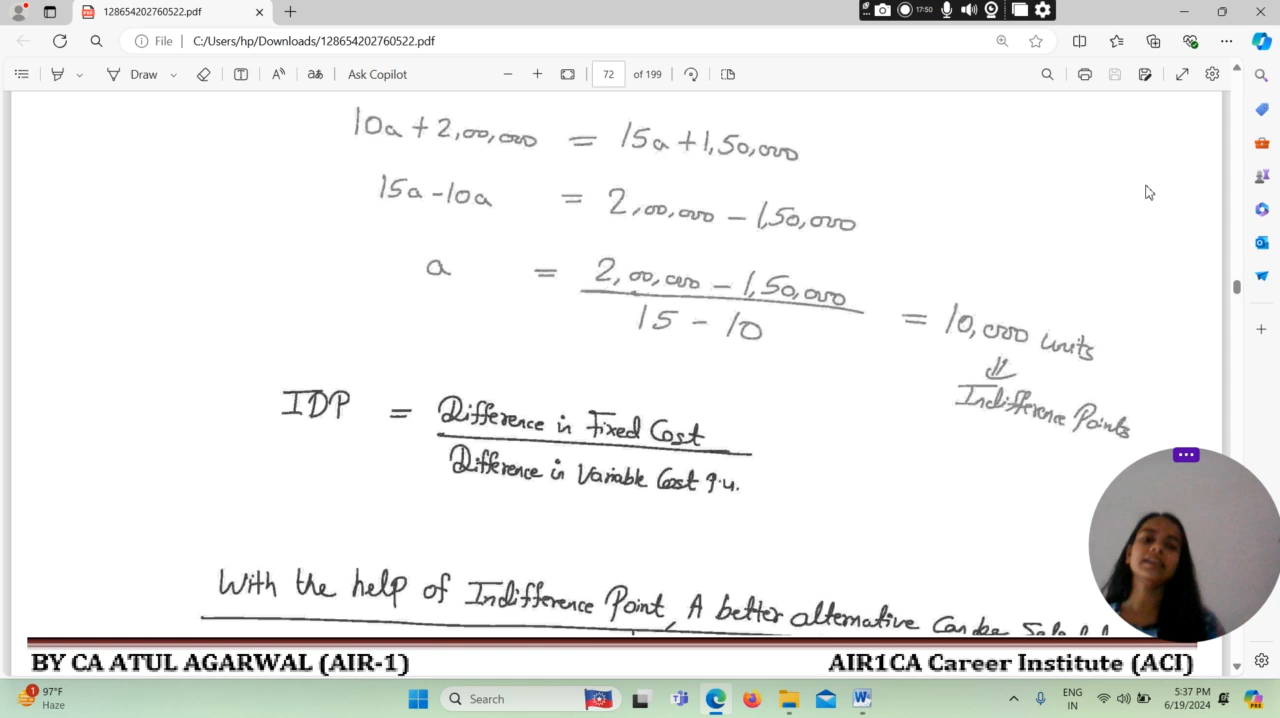 128654202760522.pdf
17:50
File
C:/Users/hp/Downloads/128654202760522.pdf
Draw
Ask Copilot
72
of 199
10a + 2,00,000 = 15a + 1,50,000
15a - 10a = 2,00,000 - 1,50,000
a = 2,00,000 - 1,50,000
15 - 10
= 10,000 units
Indifference Points
IDP = Difference in Fixed Cost
Difference in Variable Cost p.u.
With the help of Indifference Point, A better alternative can be
BY CA ATUL AGARWAL (AIR-1)
AIR1CA Career Institute (ACI)
1
97°F
Haze
Search
ENG
IN
5:37 PM
6/19/2024